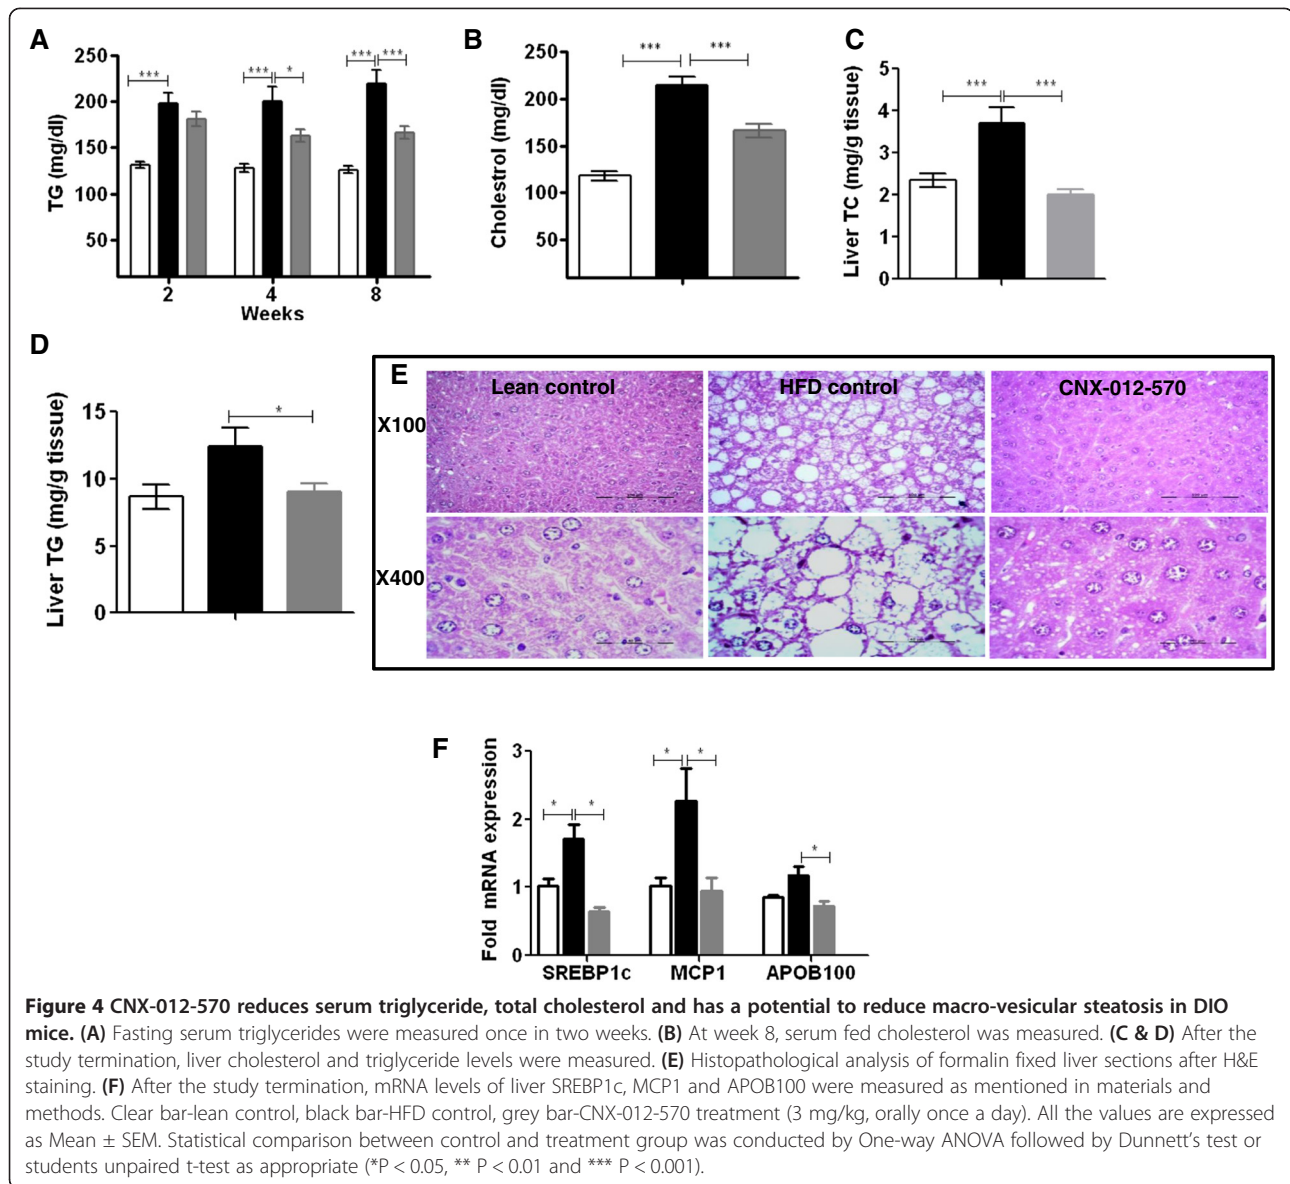 A
TG (mg/dl)
250
200
150
100
50
***
***
*
***
***
2
4
8
Weeks
B
Cholestrol (mg/dl)
250
200
150
100
50
***
***
C
Liver TC (mg/g tissue)
5
4
3
2
1
0
***
***
D
Liver TG (mg/g tissue)
15
10
5
0
*
E
Lean control
HFD control
CNX-012-570
X100
X400
F
Fold mRNA expression
3
2
1
0
*
*
*
*
*
SREBP1c
MCP1
APOB100
Figure 4 CNX-012-570 reduces serum triglyceride, total cholesterol and has a potential to reduce macro-vesicular steatosis in DIO
mice. (A) Fasting serum triglycerides were measured once in two weeks. (B) At week 8, serum fed cholesterol was measured. (C & D) After the
study termination, liver cholesterol and triglyceride levels were measured. (E) Histopathological analysis of formalin fixed liver sections after H&E
staining. (F) After the study termination, mRNA levels of liver SREBP1c, MCP1 and APOB100 were measured as mentioned in materials and
methods. Clear bar-lean control, black bar-HFD control, grey bar-CNX-012-570 treatment (3 mg/kg, orally once a day). All the values are expressed
as Mean ± SEM. Statistical comparison between control and treatment group was conducted by One-way ANOVA followed by Dunnett's test or
students unpaired t-test as appropriate (*P < 0.05, ** P < 0.01 and *** P < 0.001).